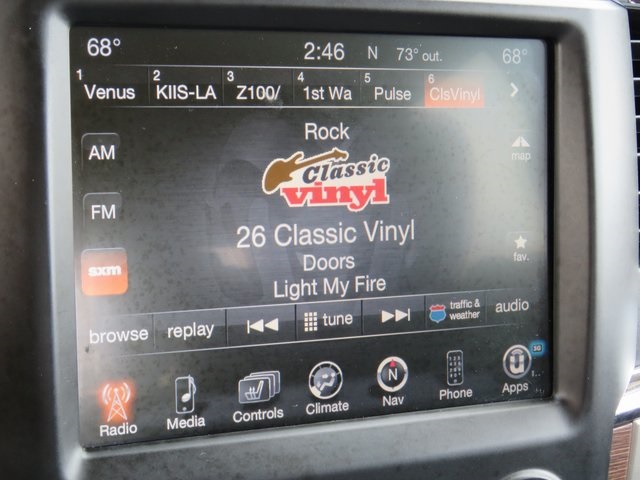 68° 2:46 N 73° out. 68°
1 Venus 2 KIIS-LA 3 Z100/ 4 1st Wa 5 Pulse 6 ClsVinyl
Rock
AM
map
Classic
vinyl
FM
26 Classic Vinyl
fav.
Doors
sxm
Light My Fire
browse replay tune traffic & weather audio
3G
Radio Media Controls Climate Nav Phone Apps